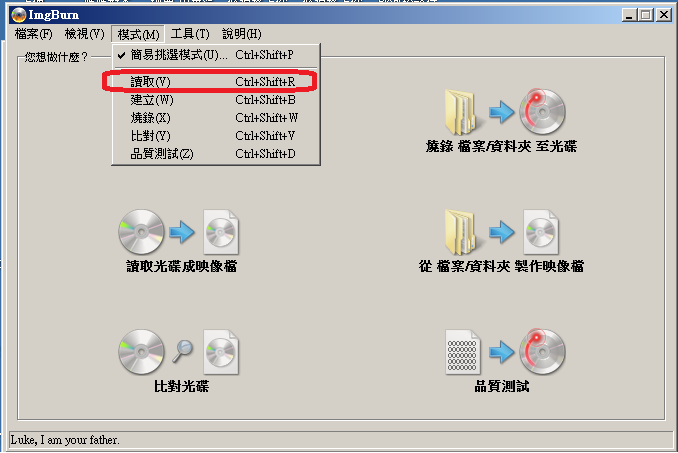 ImgBurn
檔案(F) 檢視(V) 模式(M) 工具(T) 說明(H)
您想做什麼？
簡易挑選模式(U)... Ctrl+Shift+P
讀取(V) Ctrl+Shift+R
建立(W) Ctrl+Shift+B
燒錄(X) Ctrl+Shift+W
比對(Y) Ctrl+Shift+V
品質測試(Z) Ctrl+Shift+D
燒錄 檔案/資料夾 至光碟
讀取光碟成映像檔
從 檔案/資料夾 製作映像檔
比對光碟
品質測試
Luke, I am your father.